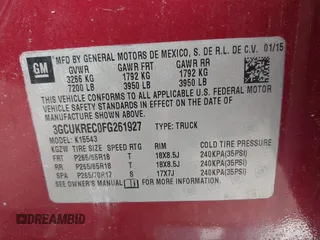 GM
MFD BY GENERAL MOTORS DE MEXICO, S. DE R.L. DE C.V. 01/15
GVWR GAWR FRT GAWR RR
3266 KG 1792 KG 1792 KG
7200 LB 3950 LB 3950 LB
THIS VEHICLE CONFORMS TO ALL APPLICABLE U.S. FEDERAL MOTOR
VEHICLE SAFETY STANDARDS IN EFFECT ON THE DATE OF
MANUFACTURE SHOWN ABOVE.
3GCUKREC0FG261927 TYPE: TRUCK
MODEL: K15543
KGZW TIRE SIZE SPEED RTG RIM COLD TIRE PRESSURE
FRT P265/65R18 T 18X8.5J 240KPA(35PSI)
RR P265/65R18 T 18X8.5J 240KPA(35PSI)
SPA P265/70R17 S 17X7J 240KPA(35PSI)
SEE OWNER'S MANUAL FOR
DREAMBID